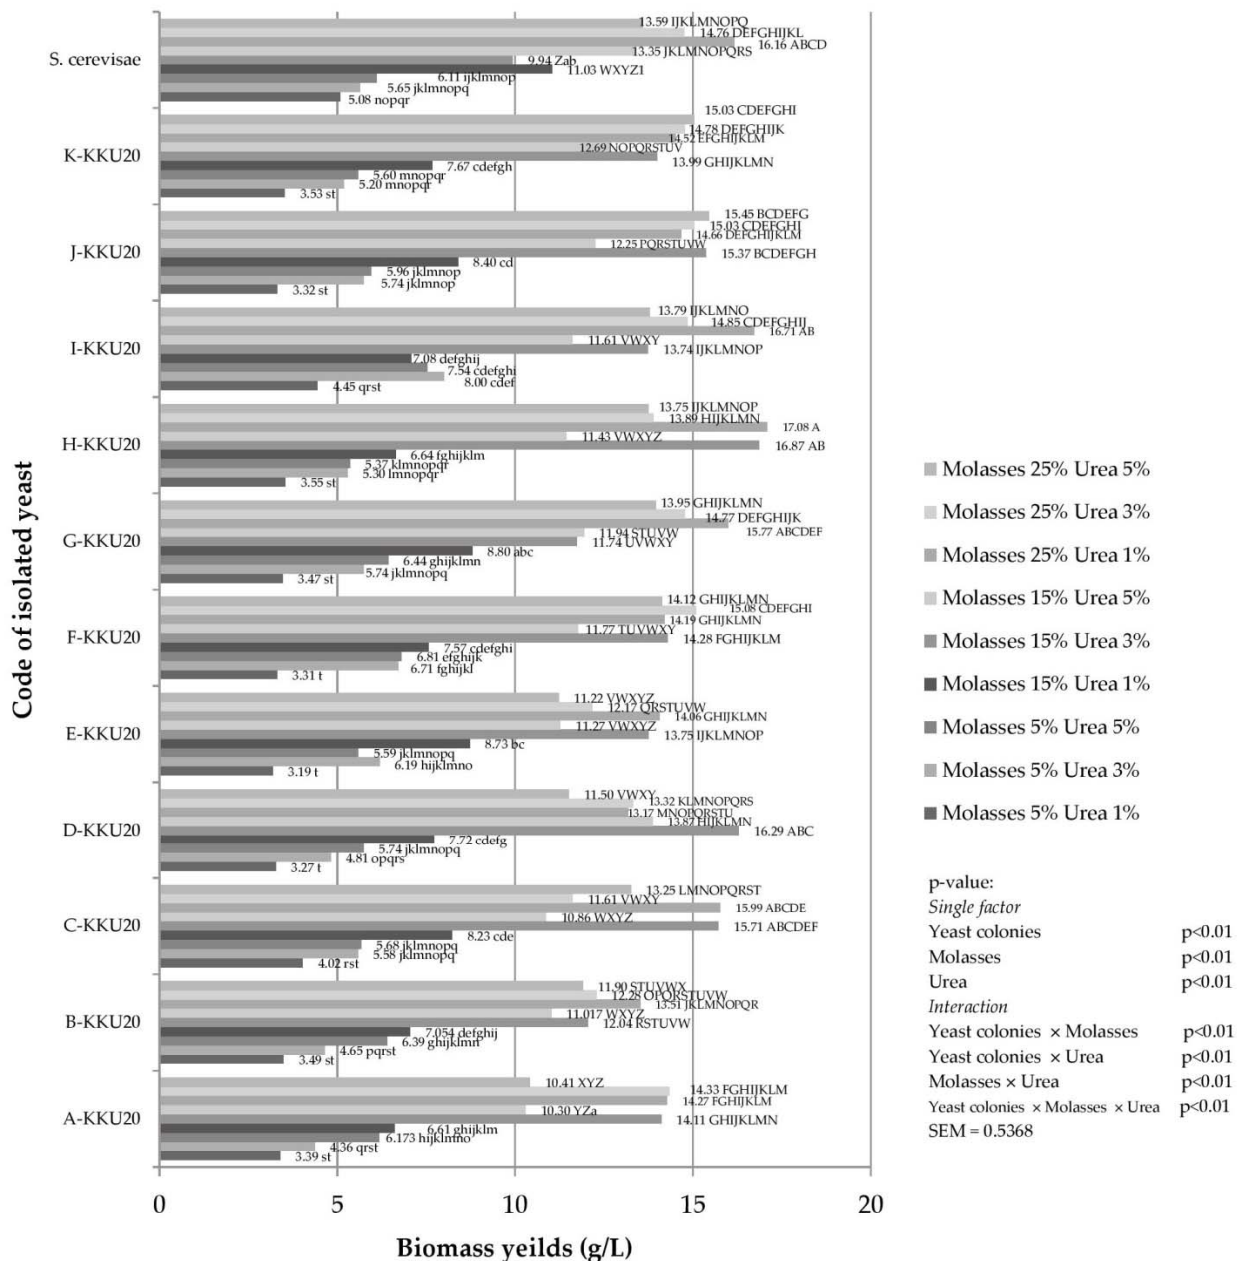 S. cerevisae
13.59 IJKLMNOPQ
14.76 DEFGHIJKL
16.16 ABCD
13.35 JKLMNOPQRS
9.94 Zab
11.03 WXYZ1
6.11 ijklmnop
5.65 jklmnopq
5.08 nopqr
K-KKU20
15.03 CDEFGHI
14.78 DEFGHIJK
14.52 EFGHIJKLM
12.69 NOPQRSTUV
13.99 GHIJKLMN
7.67 cdefgh
5.60 mnopqr
5.20 mnopqr
3.53 st
J-KKU20
15.45 BCDEFG
15.03 CDEFGHI
14.66 DEFGHIJKLM
12.25 PQRSTUVW
15.37 BCDEFGH
8.40 cd
5.96 jklmnop
5.74 jklmnop
3.32 st
I-KKU20
13.79 IJKLMNO
14.85 CDEFGHIJ
16.71 AB
11.61 VWXY
13.74 IJKLMNOP
7.08 defghij
7.54 cdefghi
8.00 cdef
4.45 qrst
H-KKU20
13.75 IJKLMNOP
13.89 HIJKLMN
17.08 A
11.43 VWXYZ
16.87 AB
6.64 fghijklm
5.37 klmnopqr
5.30 lmnopqr
3.55 st
G-KKU20
13.95 GHIJKLMN
14.77 DEFGHIJK
15.77 ABCDEF
11.94 STUVW
11.74 UVWXY
8.80 abc
6.44 ghijklmn
5.74 jklmnopq
3.47 st
F-KKU20
14.12 GHIJKLMN
15.08 CDEFGHI
14.19 GHIJKLMN
11.77 TUVWXY
14.28 FGHIJKLM
7.57 cdefghi
6.81 efghijk
6.71 fghijkl
3.31 t
E-KKU20
11.22 VWXYZ
12.17 QRSTUVW
14.06 GHIJKLMN
11.27 VWXYZ
13.75 IJKLMNOP
8.73 bc
5.59 jklmnopq
6.19 hijklmno
3.19 t
D-KKU20
11.50 VWXY
13.32 KLMNOPQRS
13.17 MNOPQRSTU
13.87 HIJKLMN
16.29 ABC
7.72 cdefg
5.74 jklmnopq
4.81 opqrs
3.27 t
C-KKU20
13.25 LMNOPQRST
11.61 VWXY
15.99 ABCDE
10.86 WXYZ
15.71 ABCDEF
8.23 cde
5.68 jklmnopq
5.58 jklmnopq
4.02 rst
B-KKU20
11.90 STUVWX
12.28 OPQRSTUVW
13.51 JKLMNOPQR
11.017 WXYZ
12.04 RSTUVW
7.054 defghij
6.39 ghijklmn
4.65 pqrst
3.49 st
A-KKU20
10.41 XYZ
14.33 FGHIJKLM
14.27 FGHIJKLM
10.30 YZa
14.11 GHIJKLMN
6.61 ghijklm
6.173 hijklmno
4.36 qrst
3.39 st
0 5 10 15 20
Biomass yeilds (g/L)
Code of isolated yeast
Molasses 25% Urea 5%
Molasses 25% Urea 3%
Molasses 25% Urea 1%
Molasses 15% Urea 5%
Molasses 15% Urea 3%
Molasses 15% Urea 1%
Molasses 5% Urea 5%
Molasses 5% Urea 3%
Molasses 5% Urea 1%
p-value:
Single factor
Yeast colonies p<0.01
Molasses p<0.01
Urea p<0.01
Interaction
Yeast colonies × Molasses p<0.01
Yeast colonies × Urea p<0.01
Molasses × Urea p<0.01
Yeast colonies × Molasses × Urea p<0.01
SEM = 0.5368